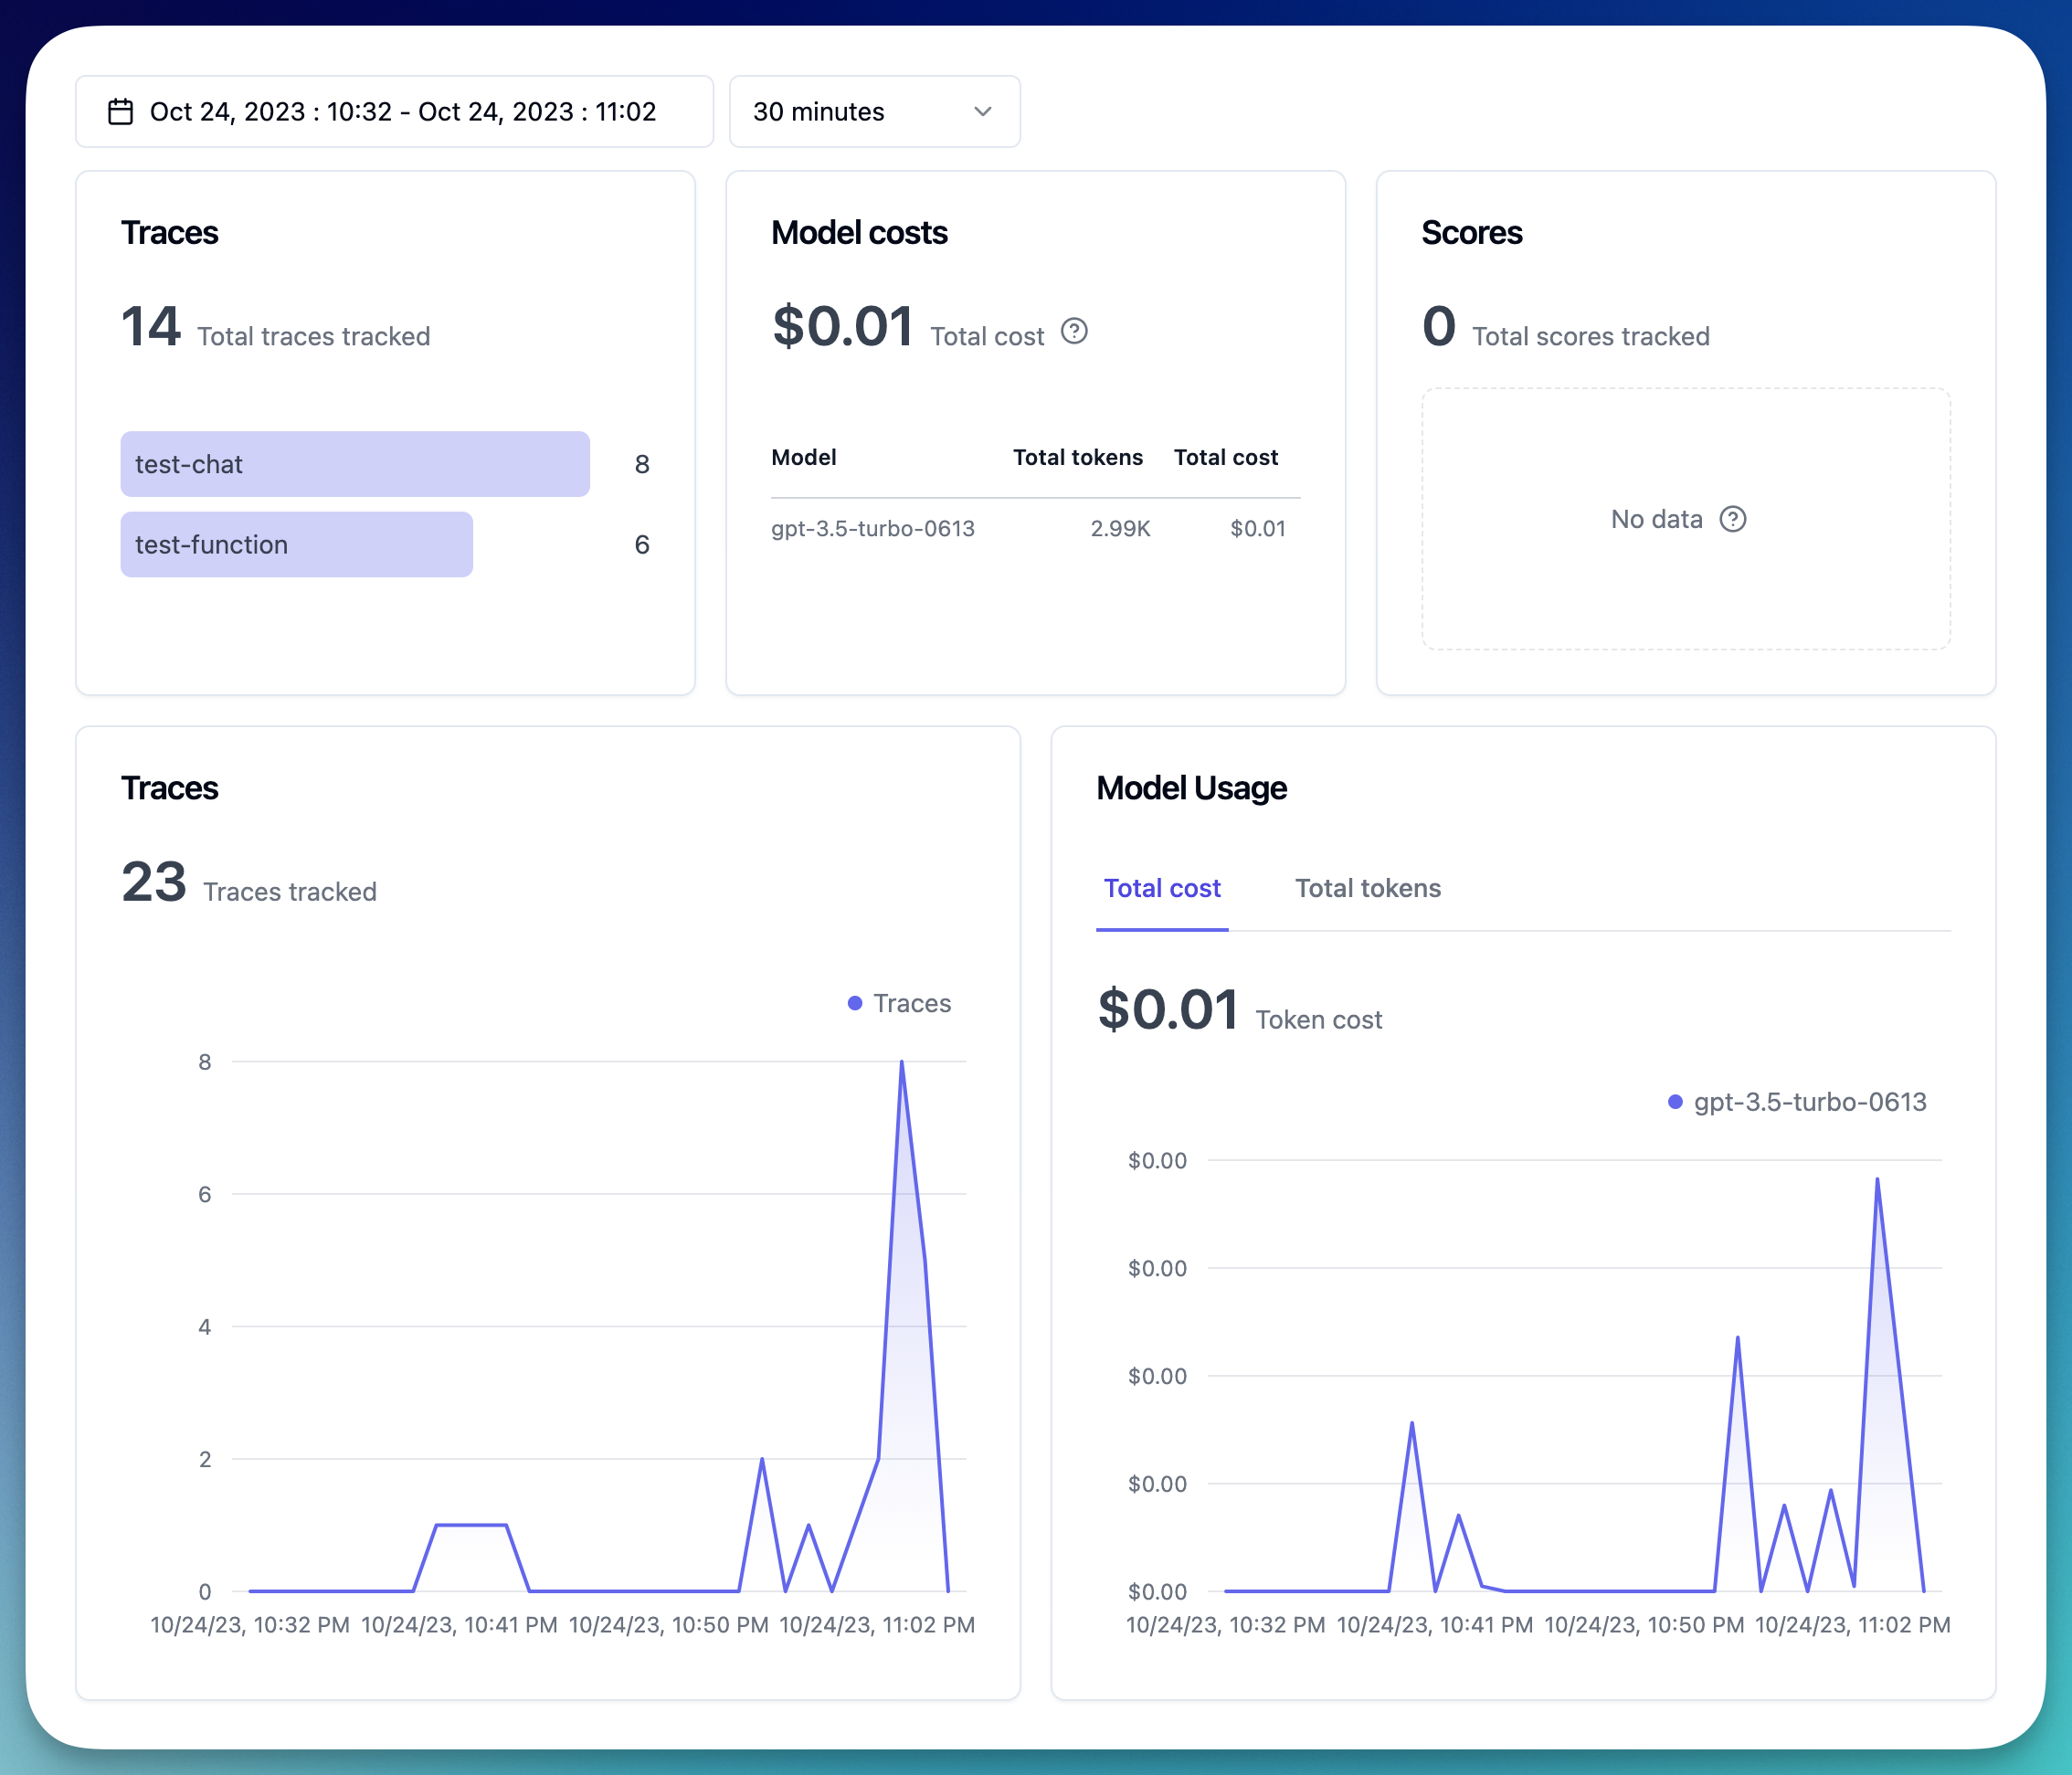 Oct 24, 2023 : 10:32 - Oct 24, 2023 : 11:02
30 minutes
Traces
14 Total traces tracked
test-chat 8
test-function 6
Model costs
$0.01 Total cost
Model Total tokens Total cost
gpt-3.5-turbo-0613 2.99K $0.01
Scores
0 Total scores tracked
No data
Traces
23 Traces tracked
Traces
8
6
4
2
0
10/24/23, 10:32 PM 10/24/23, 10:41 PM 10/24/23, 10:50 PM 10/24/23, 11:02 PM
Model Usage
Total cost Total tokens
$0.01 Token cost
gpt-3.5-turbo-0613
$0.00
$0.00
$0.00
$0.00
$0.00
10/24/23, 10:32 PM 10/24/23, 10:41 PM 10/24/23, 10:50 PM 10/24/23, 11:02 PM